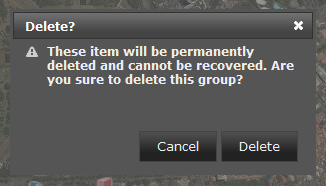 Delete?
These item will be permanently
deleted and cannot be recovered. Are
you sure to delete this group?
Cancel Delete